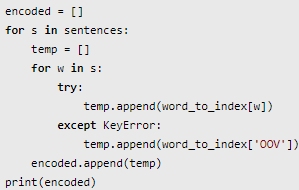 encoded = []
for s in sentences:
    temp = []
    for w in s:
        try:
            temp.append(word_to_index[w])
        except KeyError:
            temp.append(word_to_index['OOV'])
    encoded.append(temp)
print(encoded)